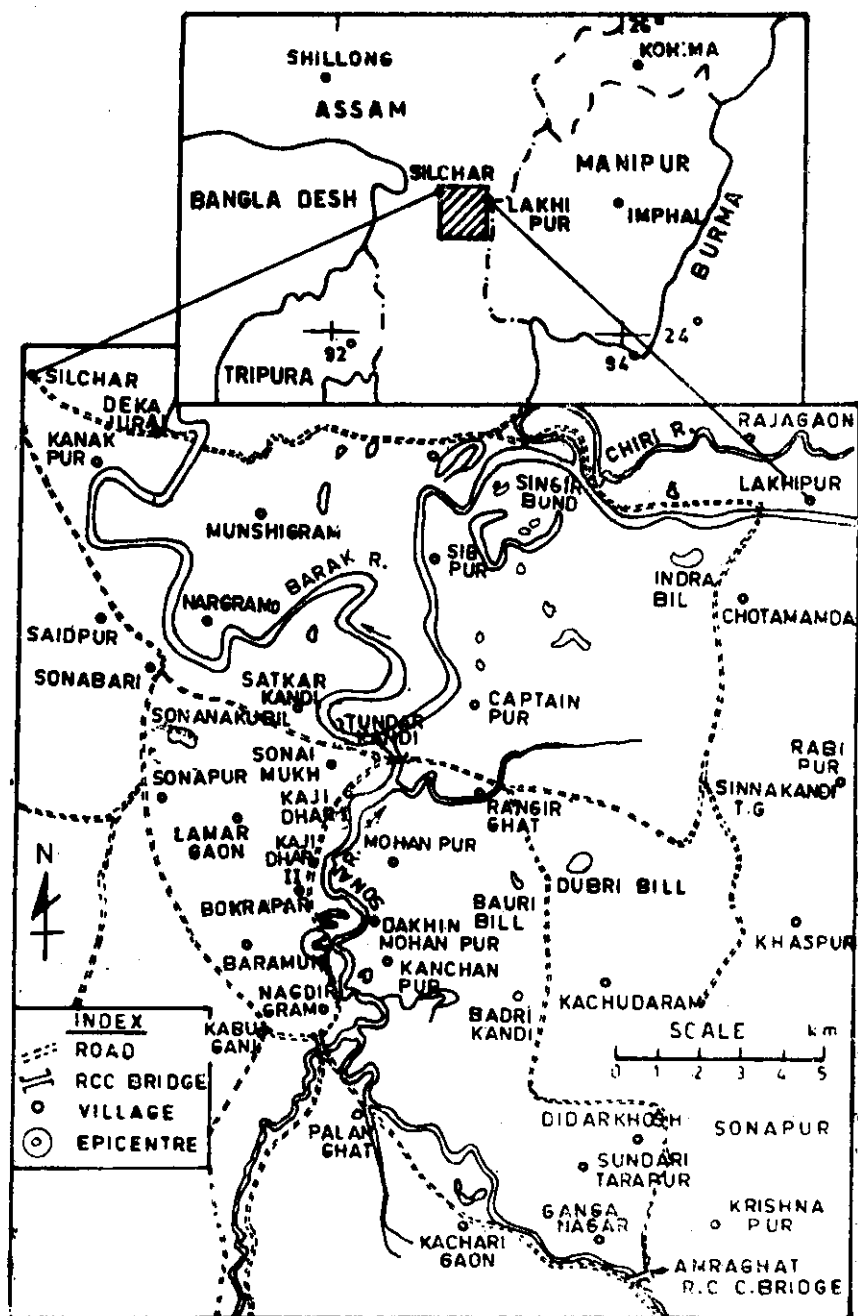 26
KOHIMA
SHILLONG
ASSAM
MANIPUR
SILCHAR
BANGLA DESH
LAKHI
PUR
IMPHAL
BURMA
92
24
94
TRIPURA
SILCHAR
DEKA
KANAK
PUR
CHIRI R.
RAJAGAON
LAKHIPUR
SINGIR
BUND
MUNSHIGRAM
BARAK R.
SIB
PUR
INDRA
BIL
NARGRAM
CHOTAMAMDA
SAIDPUR
SONABARI
SATKAR
KANDI
CAPTAIN
PUR
SONANAKUBIL
TUNDAR
KANDI
SONAI
MUKH
RABI
PUR
SONAPUR
SINNAKANDI
T.G
KAJI
DHAR I
RANGIR
GHAT
LAMAR
GAON
KAJI
DHAR
II
MOHAN PUR
SONAI R.
DUBRI BILL
BAURI
BILL
BOKRAPAR
DAKHIN
MOHAN PUR
KHASPUR
BARAMUN
KANCHAN
PUR
N
NAGDIR
GRAM
BADRI
KANDI
KACHUDARAM
KABU
GANJ
INDEX
ROAD
RCC BRIDGE
VILLAGE
EPICENTRE
SCALE km
0 1 2 3 4 5
PALAN
GHAT
DIDARKHOSH
SONAPUR
SUNDARI
TARAPUR
GANGA
NAGAR
KRISHNA
PUR
KACHARI
GAON
AMRAGHAT
R.C C.BRIDGE